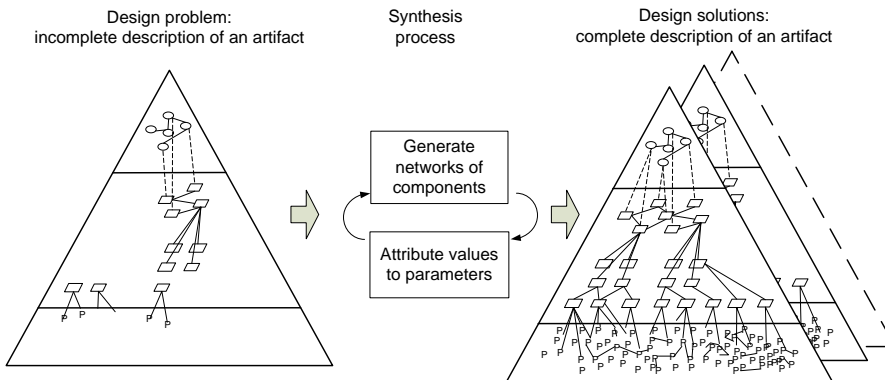 Design problem:
incomplete description of an artifact
Synthesis
process
Design solutions:
complete description of an artifact
Generate
networks of
components
Attribute values
to parameters
P P P